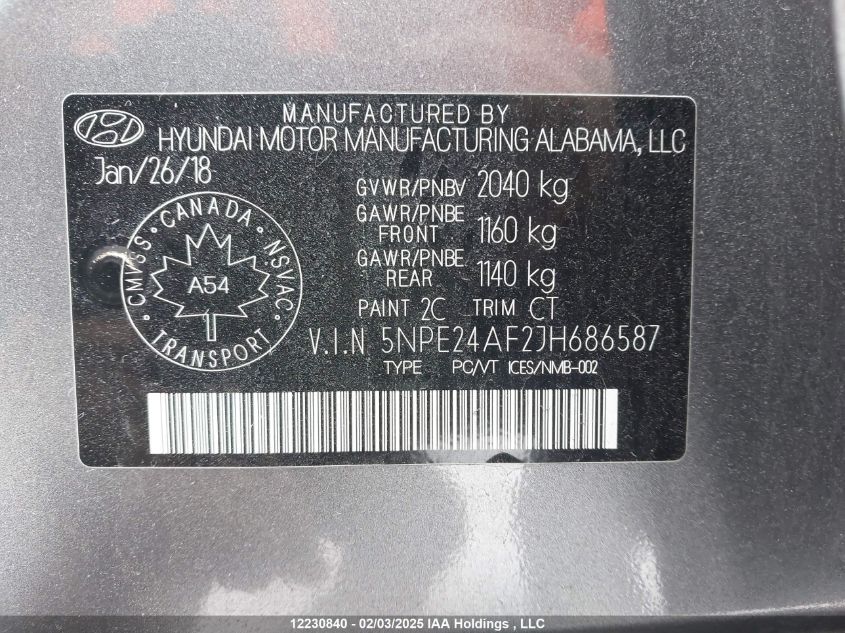 MANUFACTURED BY
HYUNDAI MOTOR MANUFACTURING ALABAMA, LLC
Jan/26/18
GVWR/PNBV 2040 kg
GAWR/PNBE FRONT 1160 kg
GAWR/PNBE REAR 1140 kg
CANADA
CMVSS • NSVAC
A54
TRANSPORT
PAINT 2C TRIM CT
V.I.N 5NPE24AF2JH686587
TYPE PC/VT ICES/NMB-002
12230840 - 02/03/2025 IAA Holdings , LLC